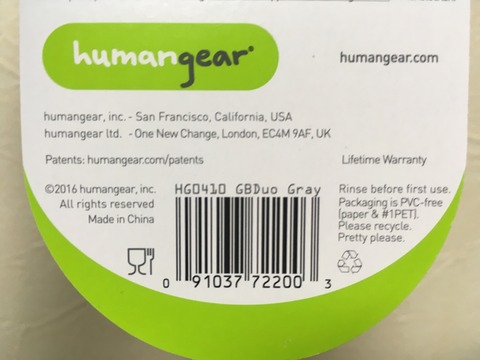 humangear
humangear.com
humangear, inc. - San Francisco, California, USA
humangear ltd. - One New Change, London, EC4M 9AF, UK
Patents: humangear.com/patents
Lifetime Warranty
©2016 humangear, inc.
All rights reserved
Made in China
HG0410 GBDuo Gray
0 91037 72200 3
Rinse before first use.
Packaging is PVC-free
(paper & #1PET).
Please recycle.
Pretty please.